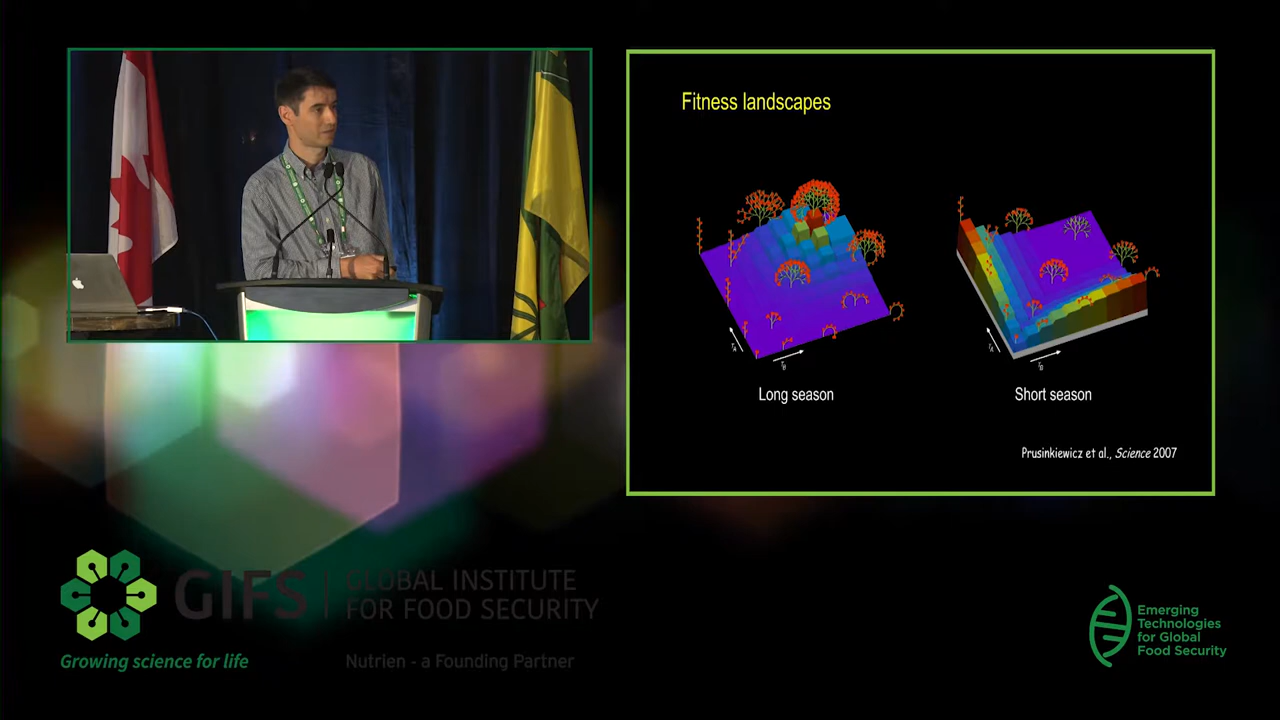 Fitness landscapes
Long season
Short season
Prusinkiewicz et al., Science 2007
GIFS
GLOBAL INSTITUTE
FOR FOOD SECURITY
Growing science for life
Nutrien - a Founding Partner
Emerging
Technologies
for Global
Food Security